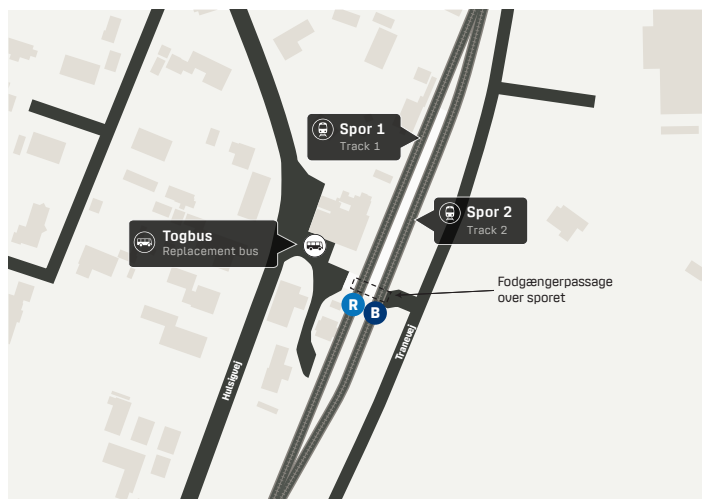 Spor 1
Track 1
Spor 2
Track 2
Togbus
Replacement bus
Fodgængerpassage
over sporet
R
B
Hulsigvej
Tranevej